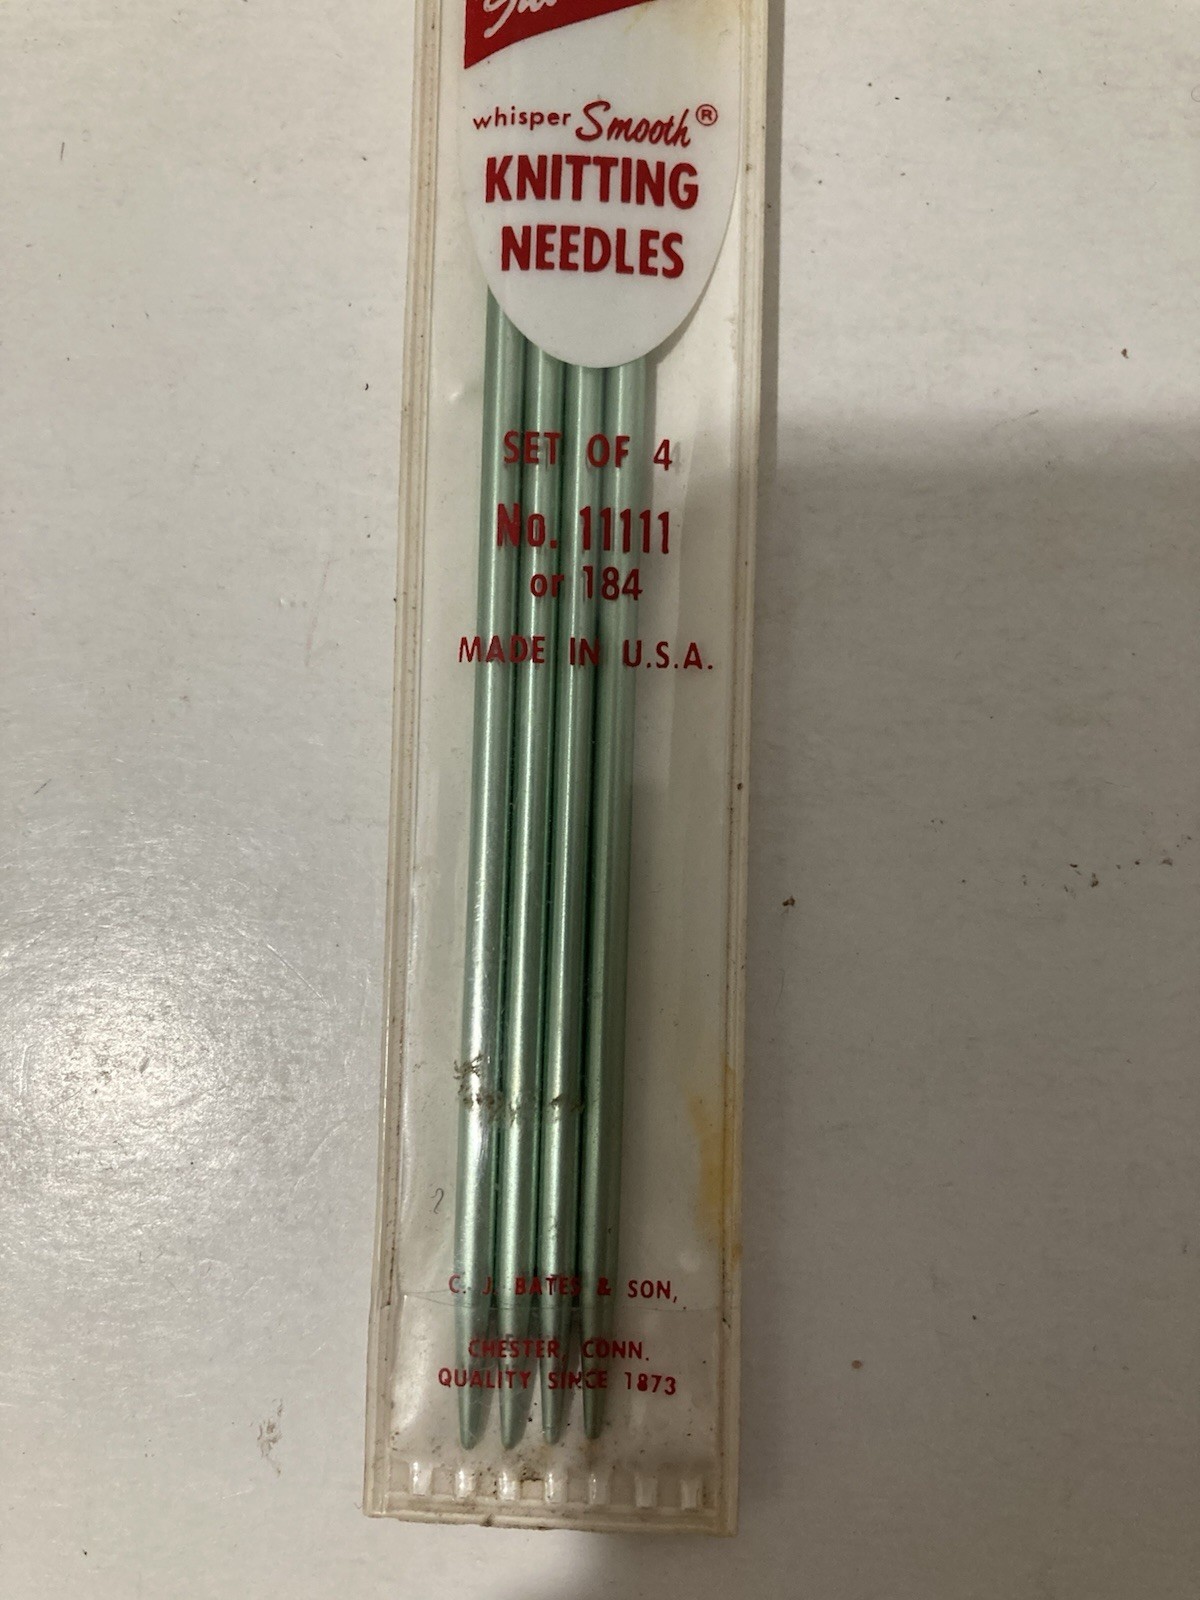 whisper Smooth®
KNITTING
NEEDLES
SET OF 4
No. 11111
or 184
MADE IN U.S.A.
C. J. BATES & SON,
CHESTER, CONN.
QUALITY SINCE 1873